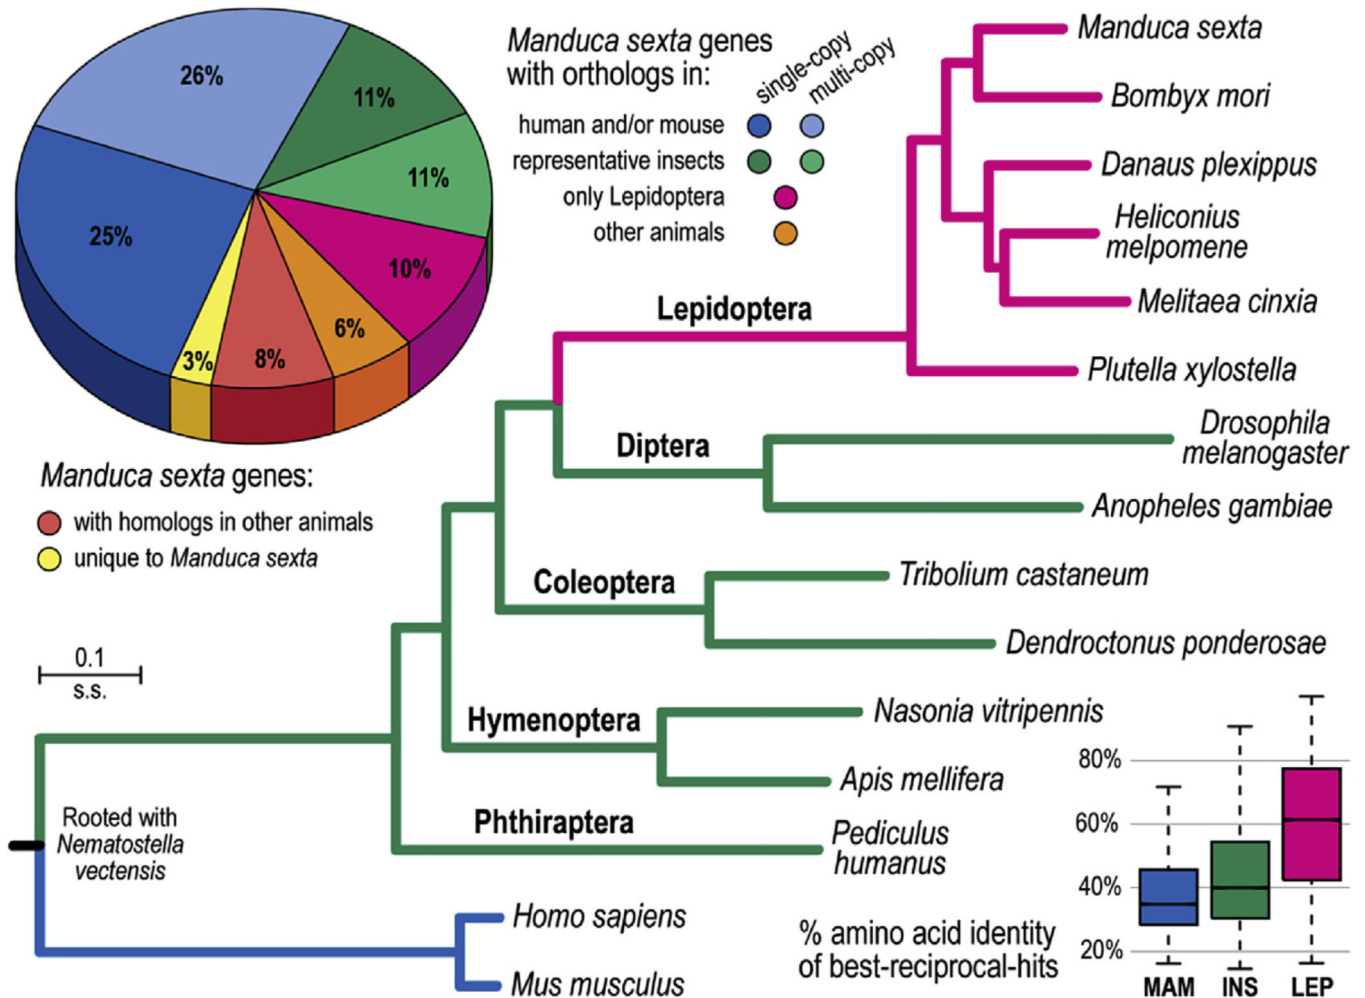 26%
11%
11%
25%
10%
6%
8%
3%
Manduca sexta genes
with orthologs in:
single-copy
multi-copy
human and/or mouse
representative insects
only Lepidoptera
other animals
Manduca sexta genes:
with homologs in other animals
unique to Manduca sexta
0.1
s.s.
Rooted with
Nematostella
vectensis
Lepidoptera
Diptera
Coleoptera
Hymenoptera
Phthiraptera
Manduca sexta
Bombyx mori
Danaus plexippus
Heliconius
melpomene
Melitaea cinxia
Plutella xylostella
Drosophila
melanogaster
Anopheles gambiae
Tribolium castaneum
Dendroctonus ponderosae
Nasonia vitripennis
Apis mellifera
Pediculus
humanus
Homo sapiens
Mus musculus
% amino acid identity
of best-reciprocal-hits
80%
60%
40%
20%
MAM INS LEP